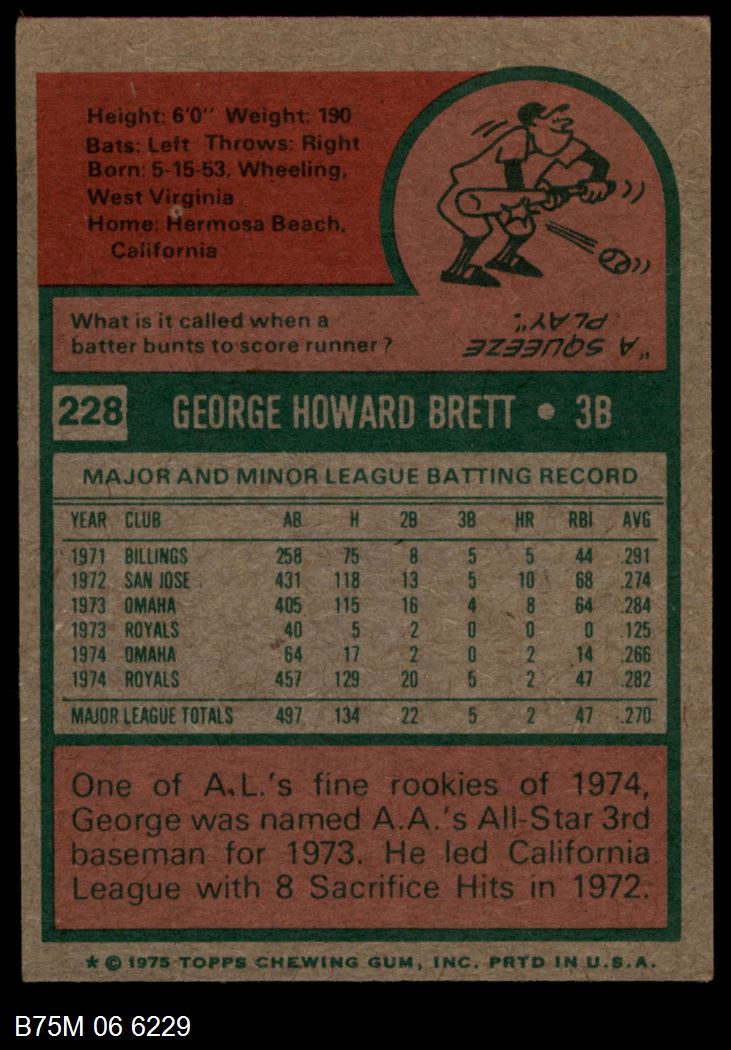 Height: 6'0" Weight: 190
Bats: Left Throws: Right
Born: 5-15-53, Wheeling,
West Virginia
Home: Hermosa Beach,
California
What is it called when a
batter bunts to score runner?
"A SQUEEZE
PLAY".
228 GEORGE HOWARD BRETT • 3B
MAJOR AND MINOR LEAGUE BATTING RECORD
YEAR CLUB AB H 2B 3B HR RBI AVG
1971 BILLINGS 258 75 8 5 5 44 .291
1972 SAN JOSE 431 118 13 5 10 68 .274
1973 OMAHA 405 115 16 4 8 64 .284
1973 ROYALS 40 5 2 0 0 0 .125
1974 OMAHA 64 17 2 0 2 14 .266
1974 ROYALS 457 129 20 5 2 47 .282
MAJOR LEAGUE TOTALS 497 134 22 5 2 47 .270
One of A.L.'s fine rookies of 1974,
George was named A.A.'s All-Star 3rd
baseman for 1973. He led California
League with 8 Sacrifice Hits in 1972.
* © 1975 TOPPS CHEWING GUM, INC. PRTD IN U.S.A.
B75M 06 6229